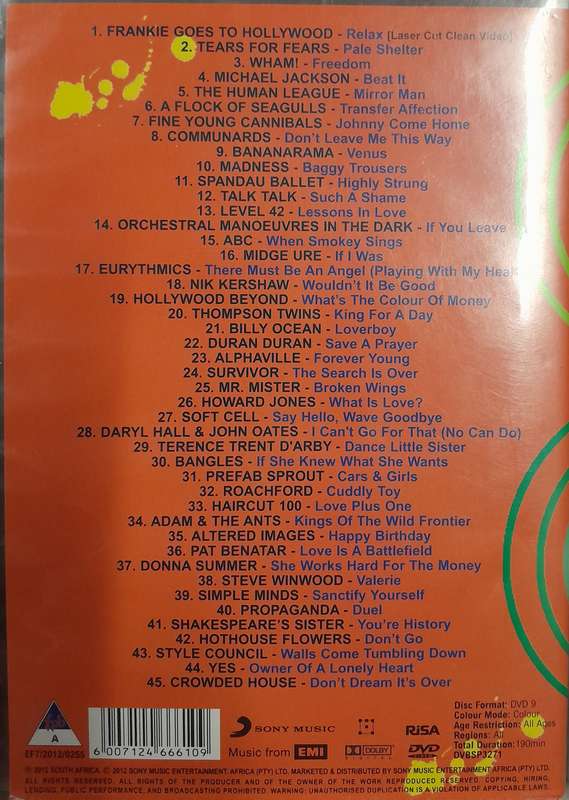 1. FRANKIE GOES TO HOLLYWOOD - Relax [Laser Cut Clean Video]
2. TEARS FOR FEARS - Pale Shelter
3. WHAM! - Freedom
4. MICHAEL JACKSON - Beat It
5. THE HUMAN LEAGUE - Mirror Man
6. A FLOCK OF SEAGULLS - Transfer Affection
7. FINE YOUNG CANNIBALS - Johnny Come Home
8. COMMUNARDS - Don't Leave Me This Way
9. BANANARAMA - Venus
10. MADNESS - Baggy Trousers
11. SPANDAU BALLET - Highly Strung
12. TALK TALK - Such A Shame
13. LEVEL 42 - Lessons In Love
14. ORCHESTRAL MANOEUVRES IN THE DARK - If You Leave
15. ABC - When Smokey Sings
16. MIDGE URE - If I Was
17. EURYTHMICS - There Must Be An Angel (Playing With My Hea
18. NIK KERSHAW - Wouldn't It Be Good
19. HOLLYWOOD BEYOND - What's The Colour Of Money
20. THOMPSON TWINS - King For A Day
21. BILLY OCEAN - Loverboy
22. DURAN DURAN - Save A Prayer
23. ALPHAVILLE - Forever Young
24. SURVIVOR - The Search Is Over
25. MR. MISTER - Broken Wings
26. HOWARD JONES - What Is Love?
27. SOFT CELL - Say Hello, Wave Goodbye
28. DARYL HALL & JOHN OATES - I Can't Go For That (No Can Do)
29. TERENCE TRENT D'ARBY - Dance Little Sister
30. BANGLES - If She Knew What She Wants
31. PREFAB SPROUT - Cars & Girls
32. ROACHFORD - Cuddly Toy
33. HAIRCUT 100 - Love Plus One
34. ADAM & THE ANTS - Kings Of The Wild Frontier
35. ALTERED IMAGES - Happy Birthday
36. PAT BENATAR - Love Is A Battlefield
37. DONNA SUMMER - She Works Hard For The Money
38. STEVE WINWOOD - Valerie
39. SIMPLE MINDS - Sanctify Yourself
40. PROPAGANDA - Duel
41. SHAKESPEARE'S SISTER - You're History
42. HOTHOUSE FLOWERS - Don't Go
43. STYLE COUNCIL - Walls Come Tumbling Down
44. YES - Owner Of A Lonely Heart
45. CROWDED HOUSE - Don't Dream It's Over
A
EF7/2012/0255
6 007124 666109
SONY MUSIC
Music from EMI
DOLBY
DIGITAL
RiSA
DVD
VIDEO
Disc Format: DVD 9
Colour Mode: Colour
Age Restriction: All Ages
Regions: All
Total Duration: 190min
DVBSP3271
℗ 2012 SOUTH AFRICA. © 2012 SONY MUSIC ENTERTAINMENT AFRICA (PTY) LTD. MARKETED & DISTRIBUTED BY SONY MUSIC ENTERTAINMENT AFRICA (PTY) LTD.
ALL RIGHTS RESERVED. ALL RIGHTS OF THE PRODUCER AND OF THE OWNER OF THE WORK REPRODUCED RESERVED. COPYING, HIRING,
LENDING, PUBLIC PERFORMANCE, AND BROADCASTING PROHIBITED. WARNING: UNAUTHORISED DUPLICATION IS A VIOLATION OF APPLICABLE LAWS.